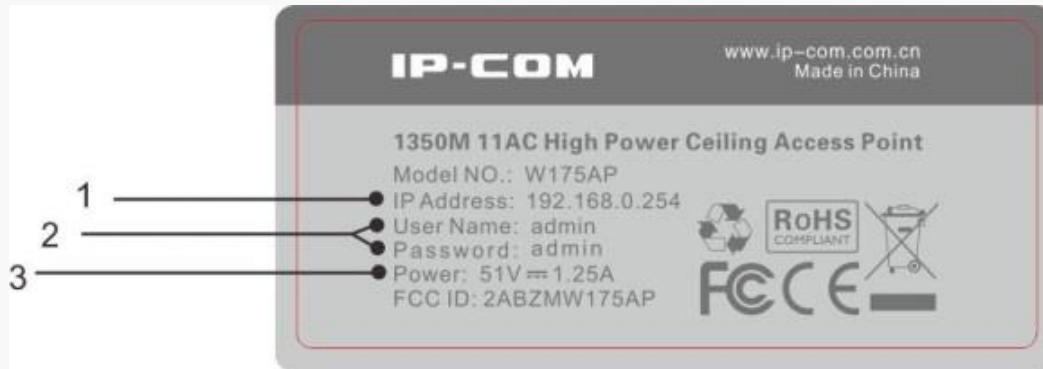 IP-COM
www.ip-com.com.cn
Made in China
1350M 11AC High Power Ceiling Access Point
Model NO.: W175AP
1
IP Address: 192.168.0.254
2
User Name: admin
Password: admin
3
Power: 51V⎓1.25A
FCC ID: 2ABZMW175AP
RoHS
COMPLIANT
FC CE